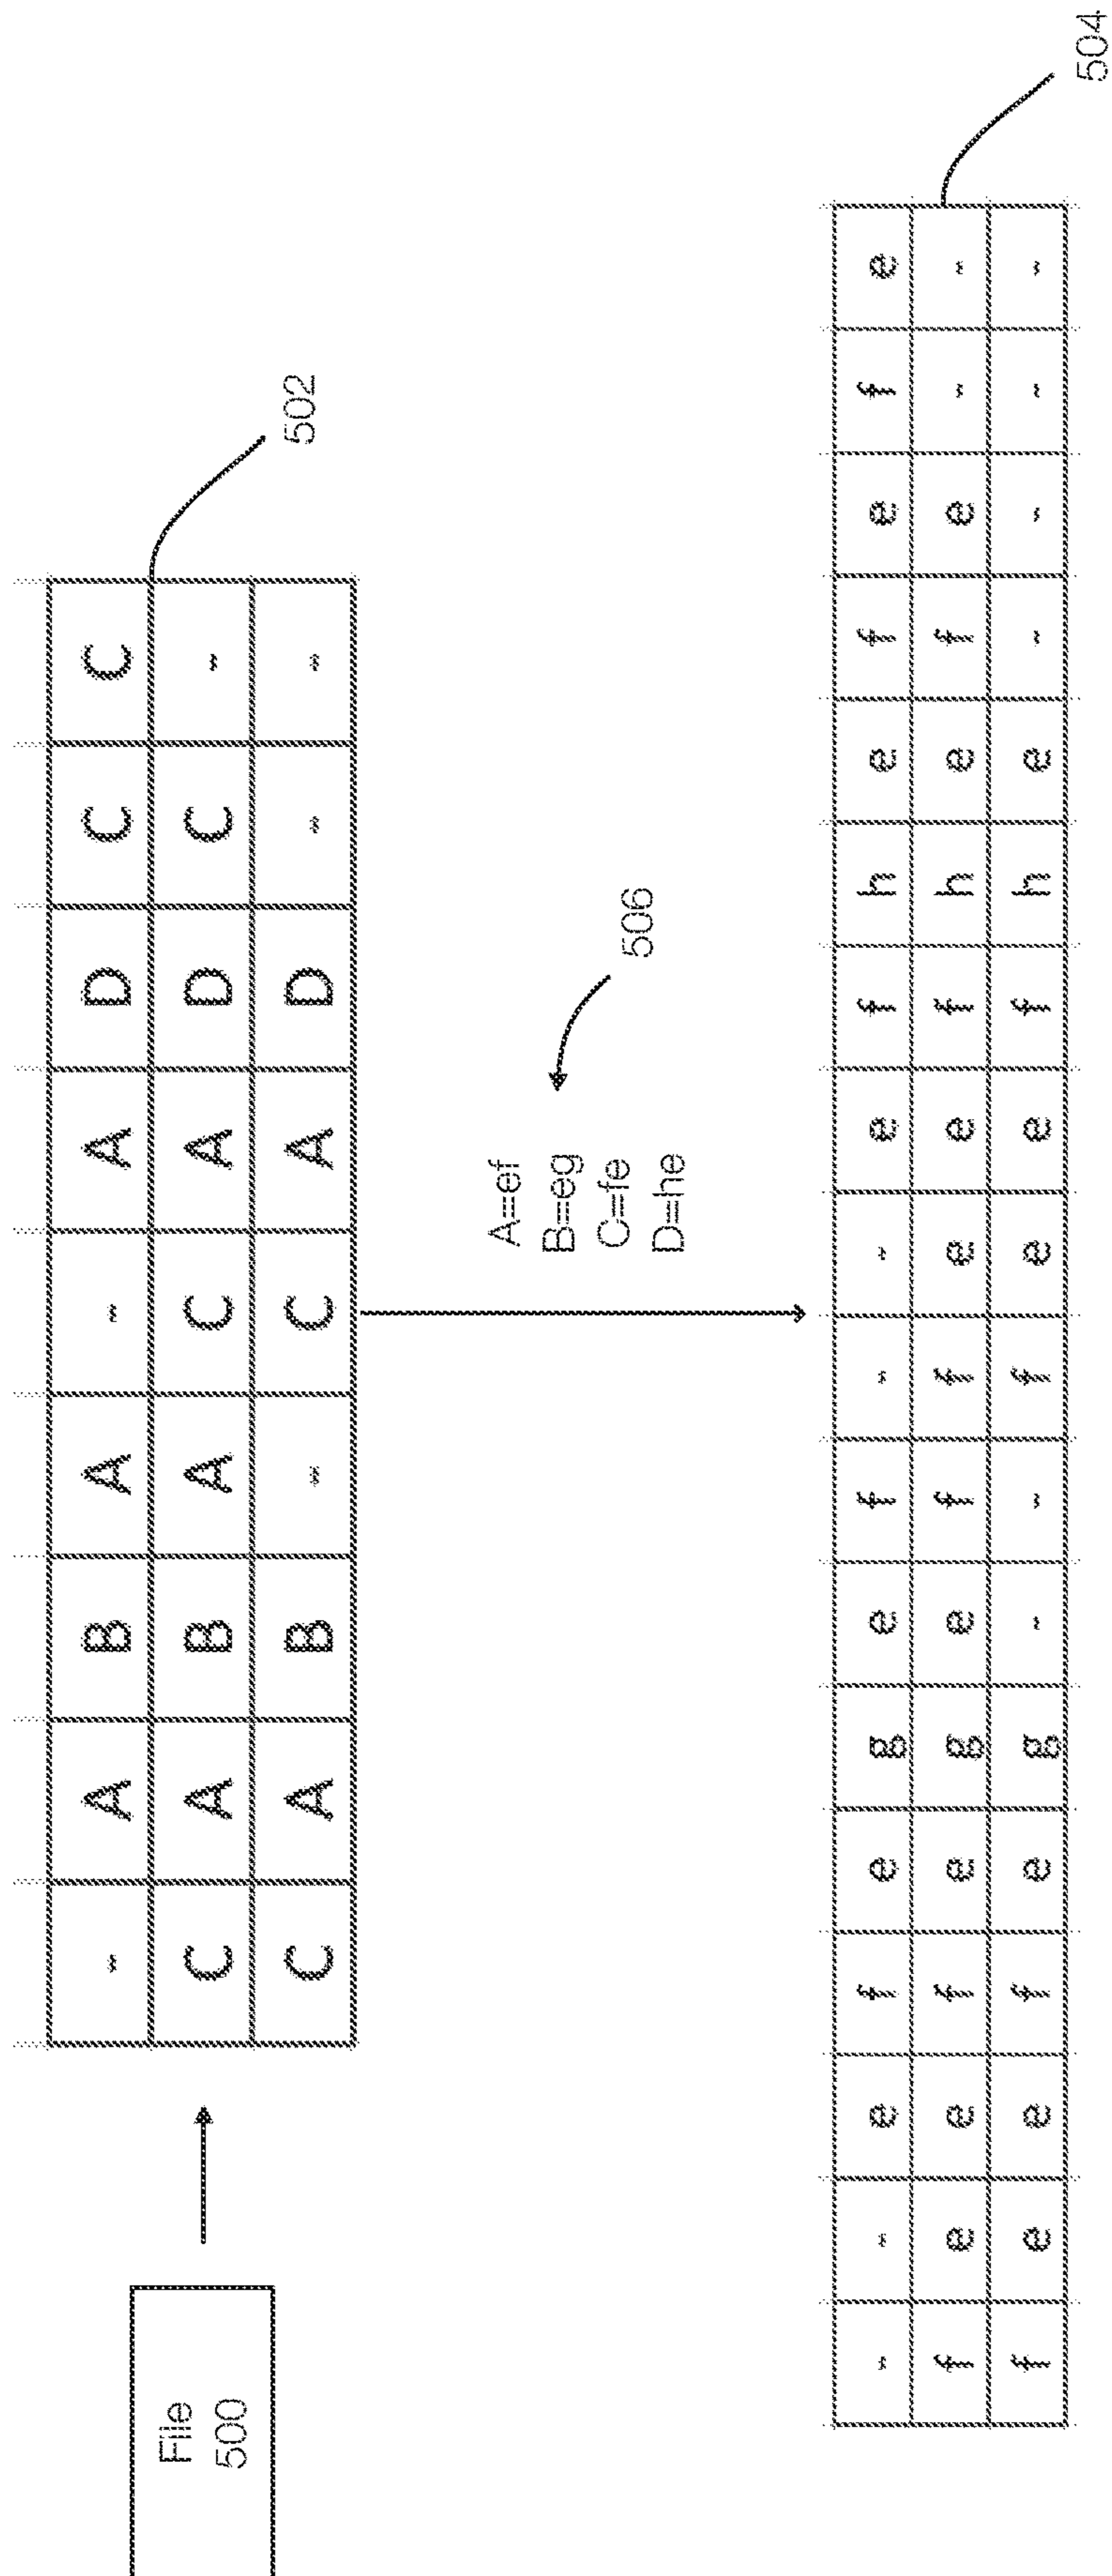 File
500
- A B A - A D C C
C A B A C A D C -
C A B - C A D - -
502
A=ef
B=eg
C=fe
D=he
506
- - e f e g e f - - e f h e f e f e
f e e f e g e f f e e f h e f e - -
f e e f e g - - f e e f h e - - - -
504